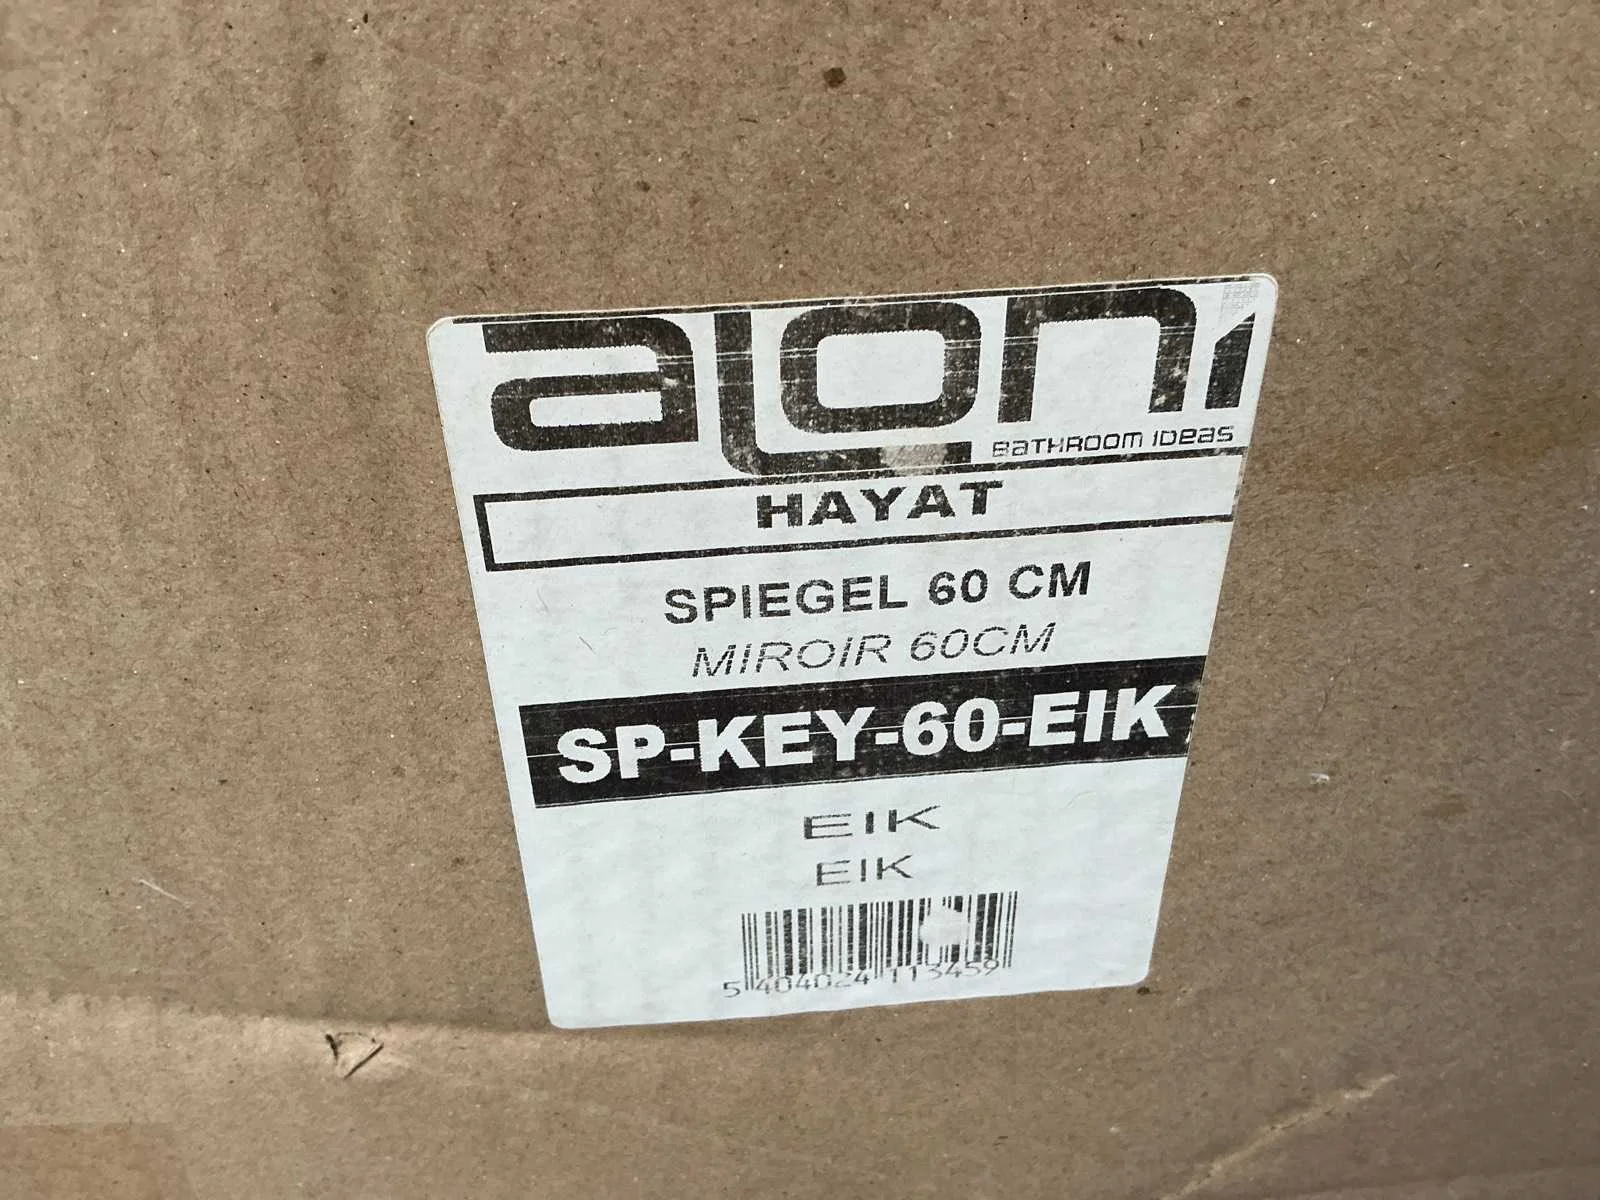 aloni
BATHROOM IDEAS
HAYAT
SPIEGEL 60 CM
MIROIR 60CM
SP-KEY-60-EIK
EIK
EIK
5 404024 113459